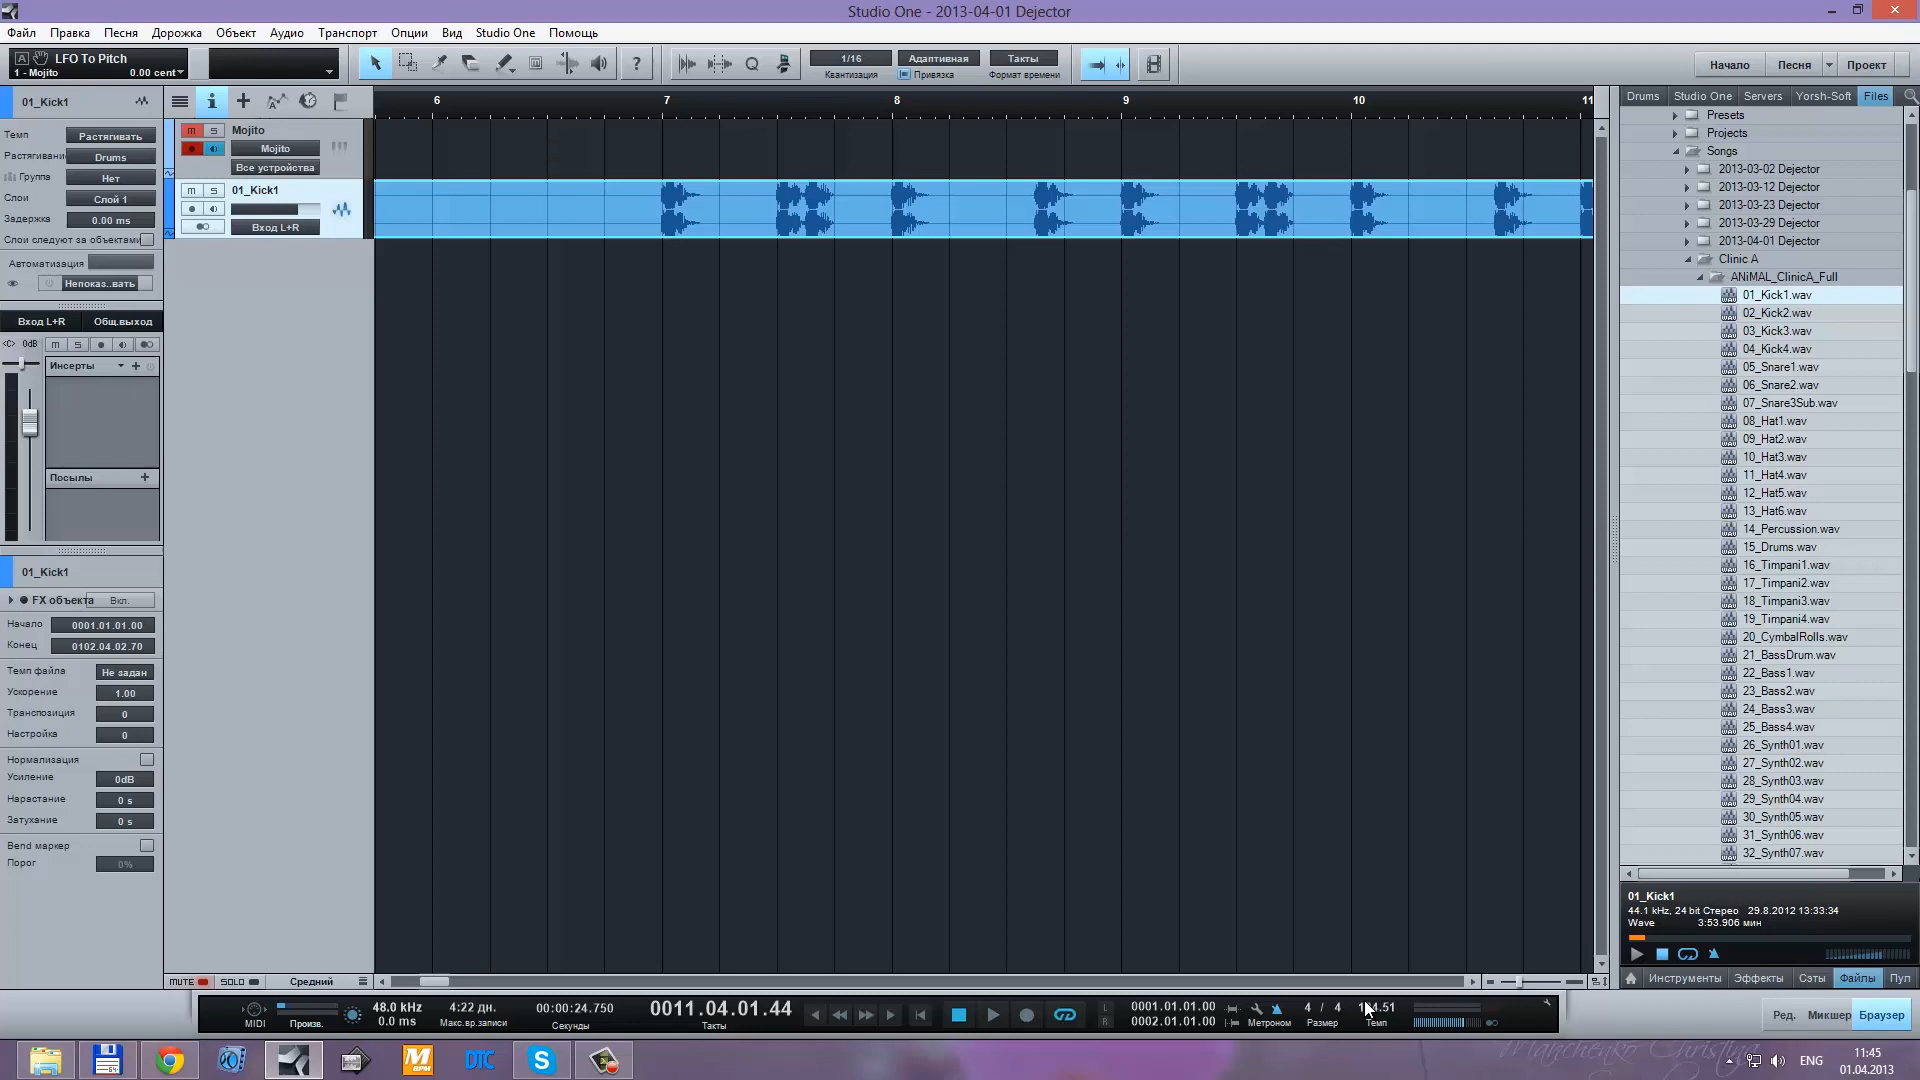 Studio One - 2013-04-01 Dejector
Файл Правка Песня Дорожка Объект Аудио Транспорт Опции Вид Studio One Помощь
LFO To Pitch
1 - Mojito 0.00 cent
1/16 Адаптивная Такты
Квантизация Привязка Формат времени
Начало Песня Проект
01_Kick1
6 7 8 9 10 11
Drums Studio One Servers Yorsh-Soft Files
Темп Растягивать
Растягивани Drums
Группа Нет
Слои Слой 1
Задержка 0.00 ms
Слои следуют за объектами
Автоматизация
Непоказ..вать
Вход L+R Общ.выход
<C> 0dB m S
Инсерты
Посылы
m S Mojito
Mojito
Все устройства
m S 01_Kick1
Вход L+R
01_Kick1
FX объекта Вкл.
Начало 0001.01.01.00
Конец 0102.04.02.70
Темп файла Не задан
Ускорение 1.00
Транспозиция 0
Настройка 0
Нормализация
Усиление 0dB
Нарастание 0 s
Затухание 0 s
Bend маркер
Порог 0%
Presets
Projects
Songs
2013-03-02 Dejector
2013-03-12 Dejector
2013-03-23 Dejector
2013-03-29 Dejector
2013-04-01 Dejector
Clinic A
ANiMAL_ClinicA_Full
01_Kick1.wav
02_Kick2.wav
03_Kick3.wav
04_Kick4.wav
05_Snare1.wav
06_Snare2.wav
07_Snare3Sub.wav
08_Hat1.wav
09_Hat2.wav
10_Hat3.wav
11_Hat4.wav
12_Hat5.wav
13_Hat6.wav
14_Percussion.wav
15_Drums.wav
16_Timpani1.wav
17_Timpani2.wav
18_Timpani3.wav
19_Timpani4.wav
20_CymbalRolls.wav
21_BassDrum.wav
22_Bass1.wav
23_Bass2.wav
24_Bass3.wav
25_Bass4.wav
26_Synth01.wav
27_Synth02.wav
28_Synth03.wav
29_Synth04.wav
30_Synth05.wav
31_Synth06.wav
32_Synth07.wav
01_Kick1
44.1 kHz, 24 bit Стерео 29.8.2012 13:33:34
Wave 3:53.906 мин
Инструменты Эффекты Сэты Файлы Пул
MUTE SOLO Средний
MIDI Произв.
48.0 kHz
0.0 ms
4:22 дн.
Макс.вр.записи
00:00:24.750
Секунды
0011.04.01.44
Такты
L 0001.01.01.00
R 0002.01.01.00
Метроном
4 / 4
Размер
Темп
Ред. Микшер Браузер
Manchenko Christina
64 BPM DTC
ENG
11:45
01.04.2013